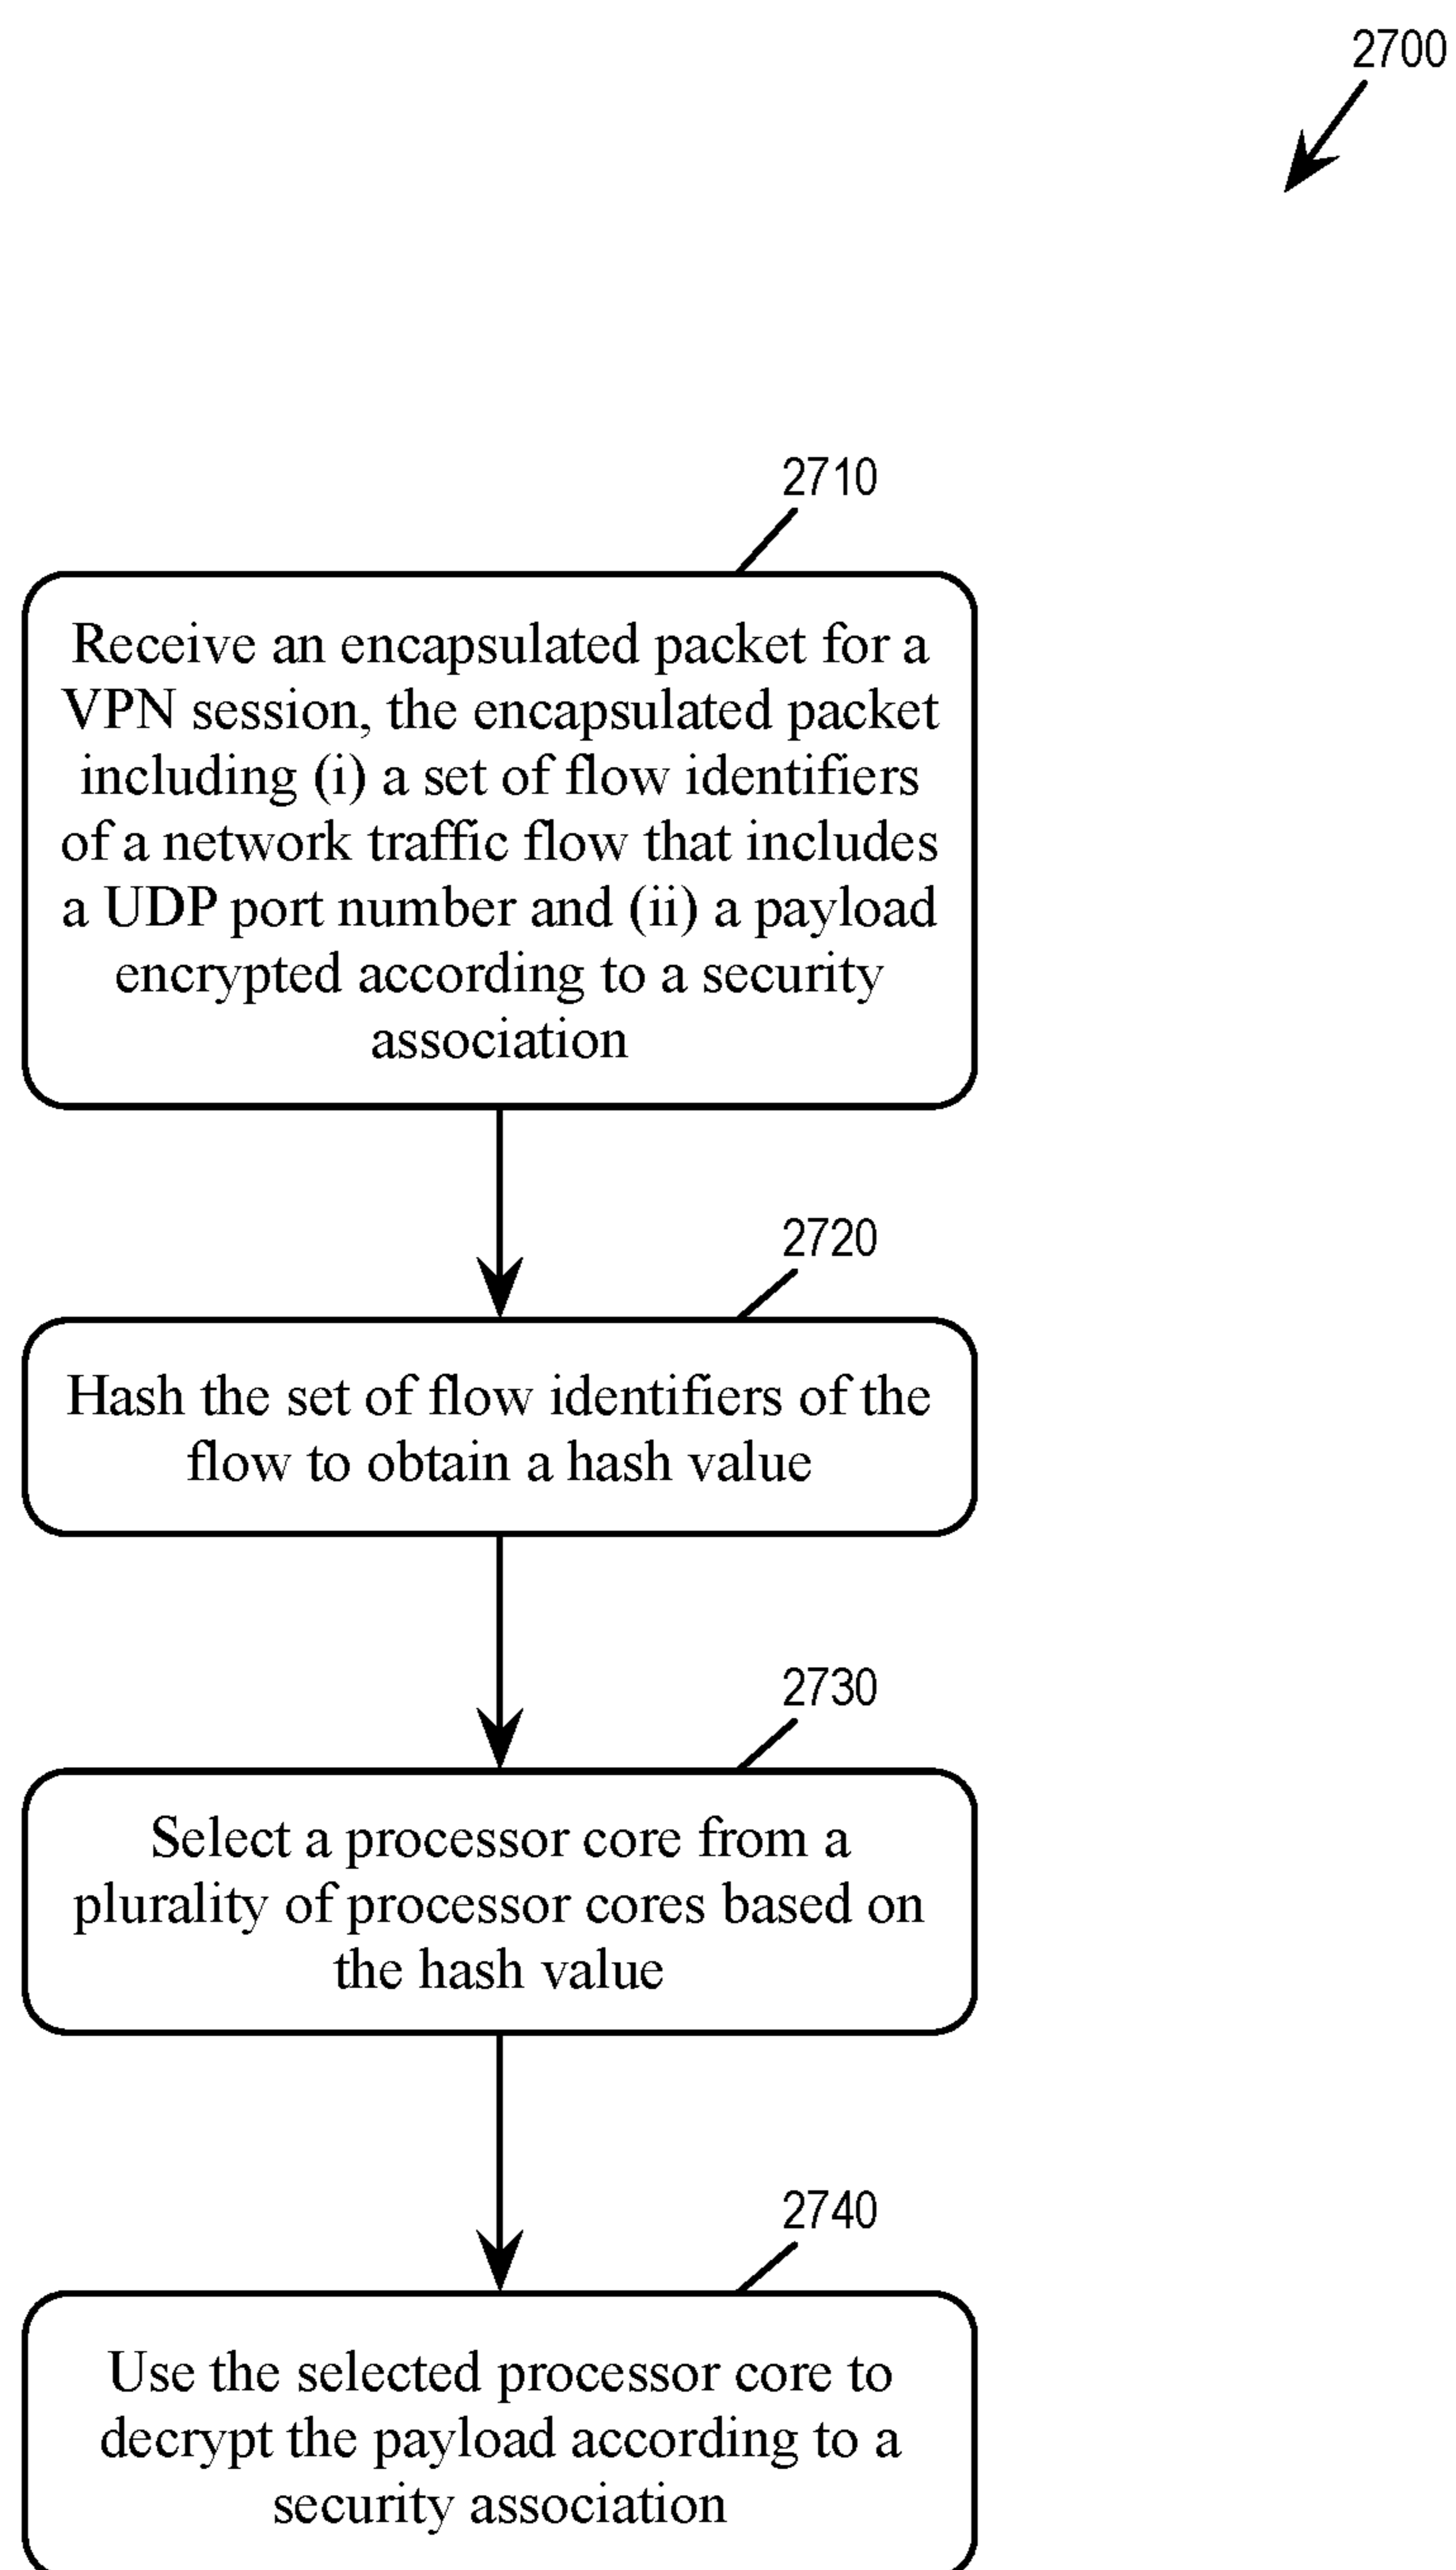 2700
2710
Receive an encapsulated packet for a
VPN session, the encapsulated packet
including (i) a set of flow identifiers
of a network traffic flow that includes
a UDP port number and (ii) a payload
encrypted according to a security
association
2720
Hash the set of flow identifiers of the
flow to obtain a hash value
2730
Select a processor core from a
plurality of processor cores based on
the hash value
2740
Use the selected processor core to
decrypt the payload according to a
security association